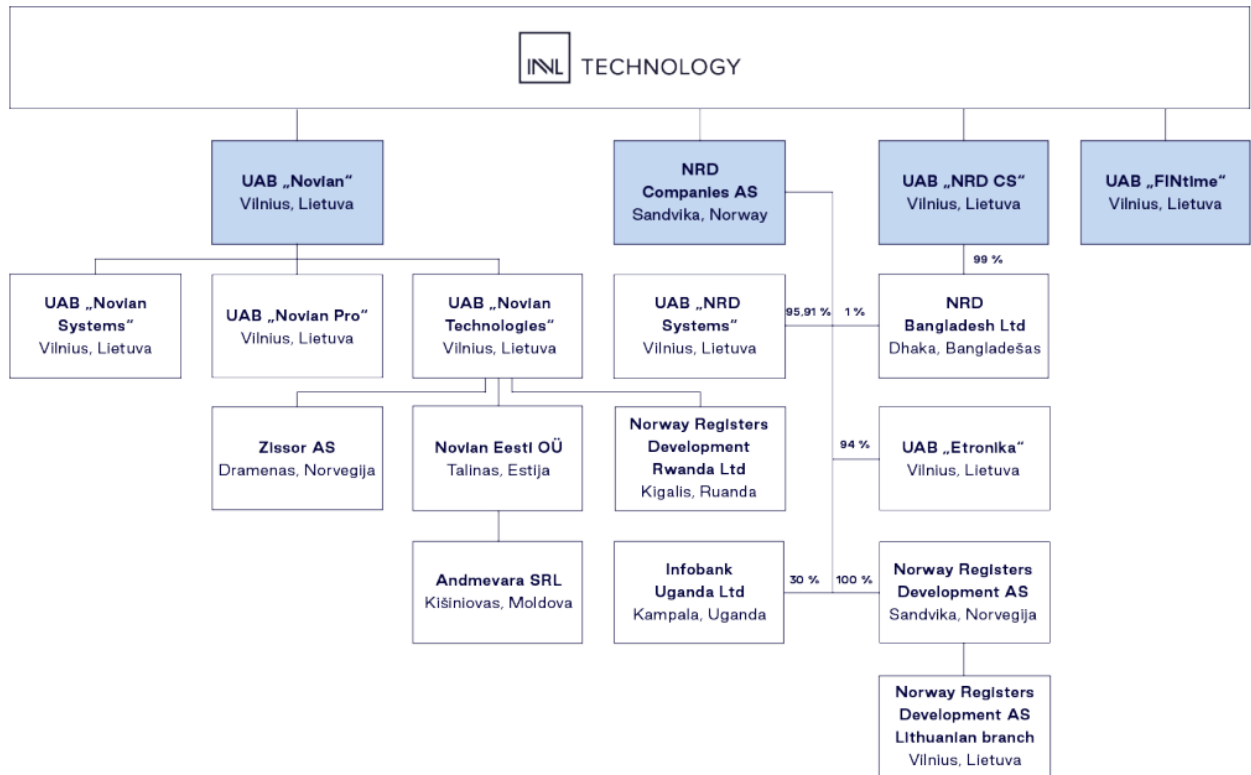 INVL TECHNOLOGY
UAB „Novian“
Vilnius, Lietuva
NRD
Companies AS
Sandvika, Norway
UAB „NRD CS“
Vilnius, Lietuva
UAB „FINtime“
Vilnius, Lietuva
99 %
UAB „Novian
Systems“
Vilnius, Lietuva
UAB „Novian Pro“
Vilnius, Lietuva
UAB „Novian
Technologies“
Vilnius, Lietuva
UAB „NRD
Systems“
Vilnius, Lietuva
95,91 %
1 %
NRD
Bangladesh Ltd
Dhaka, Bangladešas
Zissor AS
Dramenas, Norvegija
Novian Eesti OÜ
Talinas, Estija
Norway Registers
Development
Rwanda Ltd
Kigalis, Ruanda
94 %
UAB „Etronika“
Vilnius, Lietuva
Andmevara SRL
Kišiniovas, Moldova
Infobank
Uganda Ltd
Kampala, Uganda
30 %
100 %
Norway Registers
Development AS
Sandvika, Norvegija
Norway Registers
Development AS
Lithuanian branch
Vilnius, Lietuva